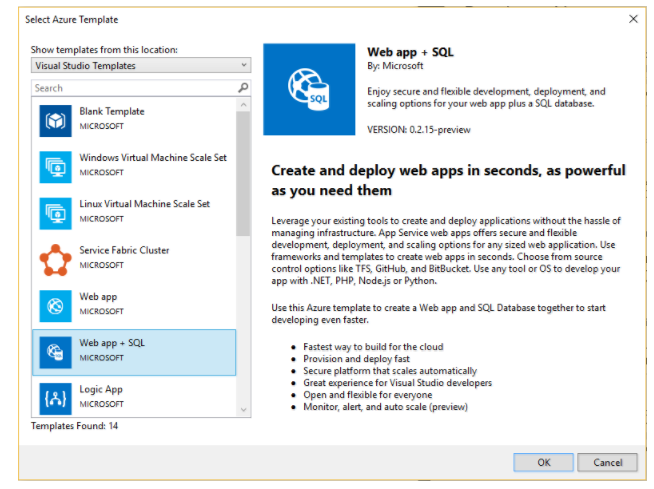 Select Azure Template
Show templates from this location:
Visual Studio Templates
Search
Blank Template
MICROSOFT
Windows Virtual Machine Scale Set
MICROSOFT
Linux Virtual Machine Scale Set
MICROSOFT
Service Fabric Cluster
MICROSOFT
Web app
MICROSOFT
Web app + SQL
MICROSOFT
Logic App
MICROSOFT
Templates Found: 14
SQL
Web app + SQL
By: Microsoft
Enjoy secure and flexible development, deployment, and
scaling options for your web app plus a SQL database.
VERSION: 0.2.15-preview
Create and deploy web apps in seconds, as powerful
as you need them
Leverage your existing tools to create and deploy applications without the hassle of
managing infrastructure. App Service web apps offers secure and flexible
development, deployment, and scaling options for any sized web application. Use
frameworks and templates to create web apps in seconds. Choose from source
control options like TFS, GitHub, and BitBucket. Use any tool or OS to develop your
app with .NET, PHP, Node.js or Python.
Use this Azure template to create a Web app and SQL Database together to start
developing even faster.
• Fastest way to build for the cloud
• Provision and deploy fast
• Secure platform that scales automatically
• Great experience for Visual Studio developers
• Open and flexible for everyone
• Monitor, alert, and auto scale (preview)
OK
Cancel